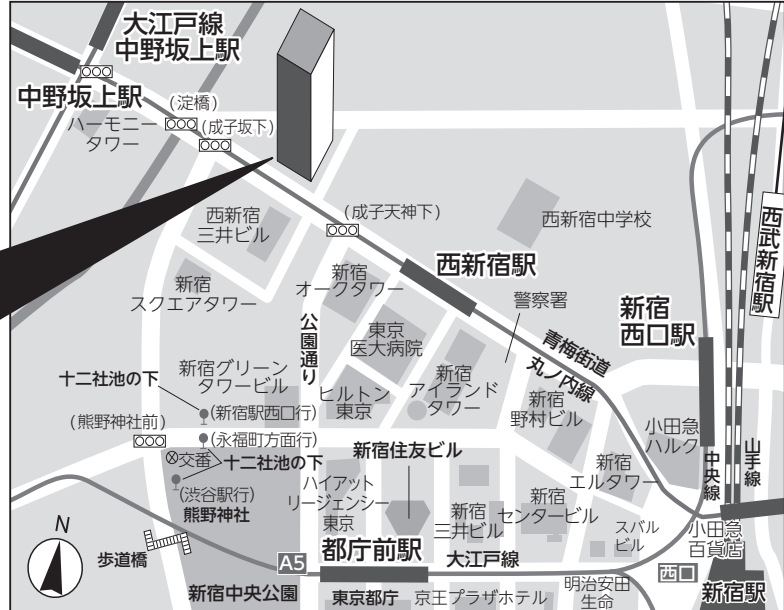 大江戸線
中野坂上駅
中野坂上駅
(淀橋)
ハーモニー
タワー
(成子坂下)
西新宿
三井ビル
(成子天神下)
西新宿中学校
西武新宿駅
新宿
スクエアタワー
新宿
オークタワー
西新宿駅
警察署
新宿
西口駅
公園通り
東京
医大病院
青梅街道
丸ノ内線
十二社池の下
新宿グリーン
タワービル
ヒルトン
東京
新宿
アイランド
タワー
新宿
野村ビル
小田急
ハルク
中央線
山手線
(熊野神社前)
(新宿駅西口行)
(永福町方面行)
交番
十二社池の下
(渋谷駅行)
熊野神社
新宿住友ビル
ハイアット
リージェンシー
東京
新宿
三井ビル
新宿
センタービル
新宿
エルタワー
スバル
ビル
小田急
百貨店
N
歩道橋
A5
都庁前駅
大江戸線
西口
新宿駅
新宿中央公園
東京都庁
京王プラザホテル
明治安田
生命